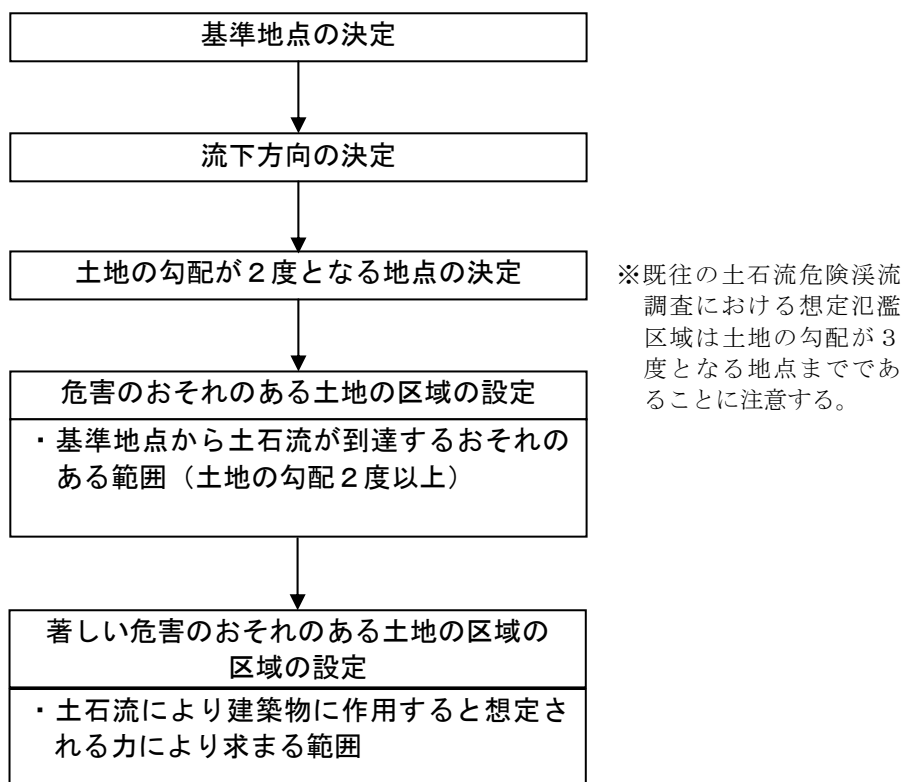 基準地点の決定
流下方向の決定
土地の勾配が２度となる地点の決定
※既往の土石流危険渓流
調査における想定氾濫
区域は土地の勾配が３
度となる地点までであ
ることに注意する。
危害のおそれのある土地の区域の設定
・基準地点から土石流が到達するおそれの
ある範囲（土地の勾配２度以上）
著しい危害のおそれのある土地の区域の
区域の設定
・土石流により建築物に作用すると想定さ
れる力により求まる範囲